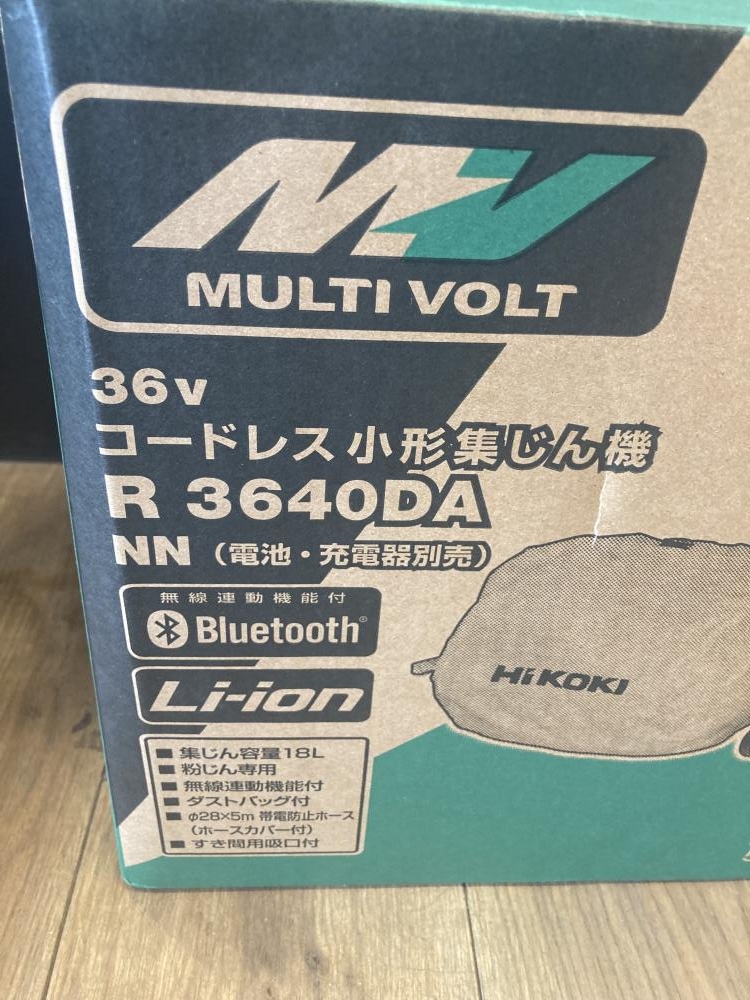 MV
MULTI VOLT
36v
コードレス小形集じん機
R 3640DA
NN（電池・充電器別売）
無線連動機能付
Bluetooth®
Li-ion
HiKOKI
■ 集じん容量18L
■ 粉じん専用
■ 無線連動機能付
■ ダストバッグ付
■ φ28×5m 帯電防止ホース
（ホースカバー付）
■ すき間用吸口付